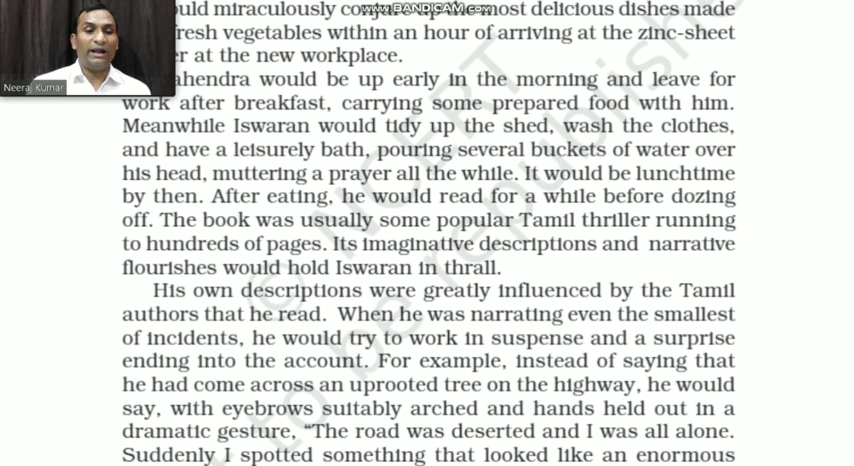 would miraculously conjure up the most delicious dishes made
www.BANDICAM.com
fresh vegetables within an hour of arriving at the zinc-sheet
at the new workplace.
Neeraj Kumar
ahendra would be up early in the morning and leave for
work after breakfast, carrying some prepared food with him.
Meanwhile Iswaran would tidy up the shed, wash the clothes,
and have a leisurely bath, pouring several buckets of water over
his head, muttering a prayer all the while. It would be lunchtime
by then. After eating, he would read for a while before dozing
off. The book was usually some popular Tamil thriller running
to hundreds of pages. Its imaginative descriptions and narrative
flourishes would hold Iswaran in thrall.
His own descriptions were greatly influenced by the Tamil
authors that he read. When he was narrating even the smallest
of incidents, he would try to work in suspense and a surprise
ending into the account. For example, instead of saying that
he had come across an uprooted tree on the highway, he would
say, with eyebrows suitably arched and hands held out in a
dramatic gesture, “The road was deserted and I was all alone.
Suddenly I spotted something that looked like an enormous
© NCERT
not to be republished